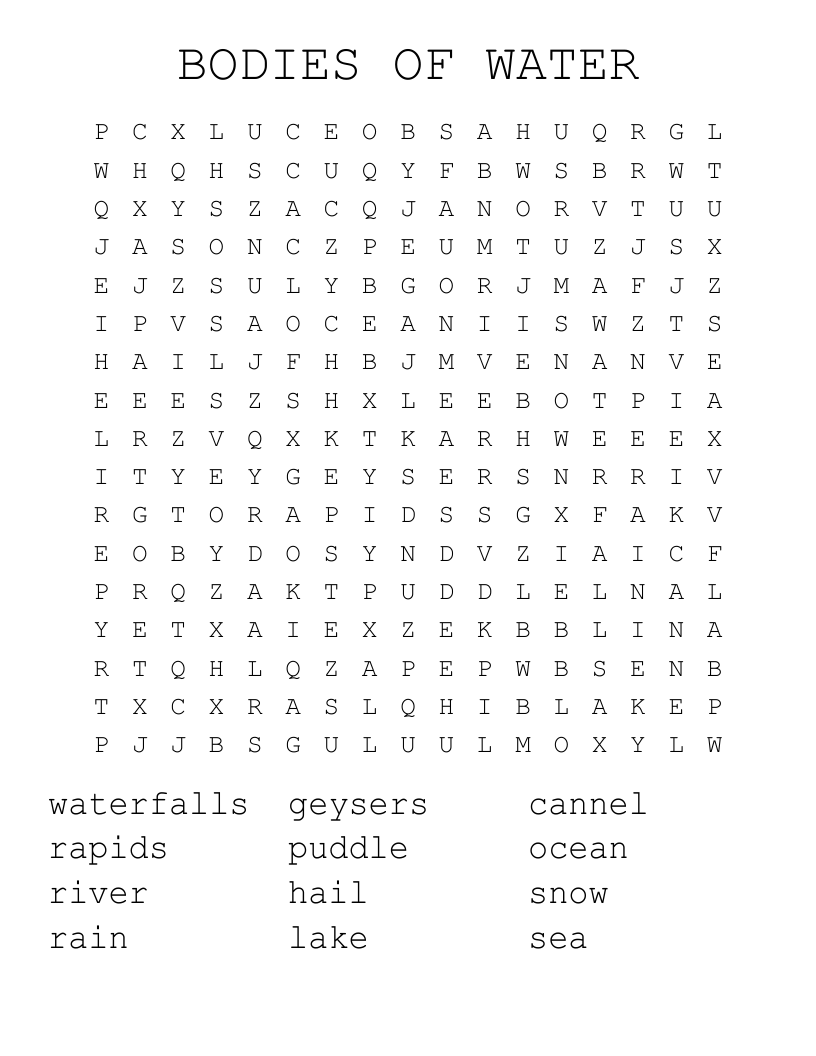 BODIES OF WATER
P C X L U C E O B S A H U Q R G L
W H Q H S C U Q Y F B W S B R W T
Q X Y S Z A C Q J A N O R V T U U
J A S O N C Z P E U M T U Z J S X
E J Z S U L Y B G O R J M A F J Z
I P V S A O C E A N I I S W Z T S
H A I L J F H B J M V E N A N V E
E E E S Z S H X L E E B O T P I A
L R Z V Q X K T K A R H W E E E X
I T Y E Y G E Y S E R S N R R I V
R G T O R A P I D S S G X F A K V
E O B Y D O S Y N D V Z I A I C F
P R Q Z A K T P U D D L E L N A L
Y E T X A I E X Z E K B B L I N A
R T Q H L Q Z A P E P W B S E N B
T X C X R A S L Q H I B L A K E P
P J J B S G U L U U L M O X Y L W
waterfalls geysers cannel
rapids puddle ocean
river hail snow
rain lake sea